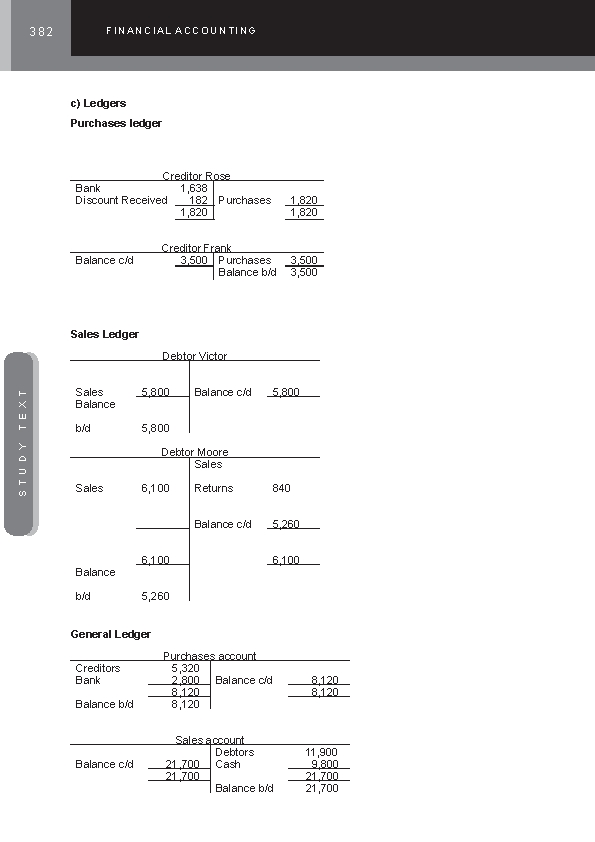 382
FINANCIAL ACCOUNTING
c) Ledgers
Purchases ledger
Creditor Rose
Bank 1,638
Discount Received 182 Purchases 1,820
1,820 1,820
Creditor Frank
Balance c/d 3,500 Purchases 3,500
Balance b/d 3,500
Sales Ledger
Debtor Victor
Sales 5,800 Balance c/d 5,800
Balance
b/d 5,800
Debtor Moore
Sales
Sales 6,100 Returns 840
Balance c/d 5,260
6,100 6,100
Balance
b/d 5,260
General Ledger
Purchases account
Creditors 5,320
Bank 2,800 Balance c/d 8,120
8,120 8,120
Balance b/d 8,120
Sales account
Debtors 11,900
Balance c/d 21,700 Cash 9,800
21,700 21,700
Balance b/d 21,700
STUDY TEXT